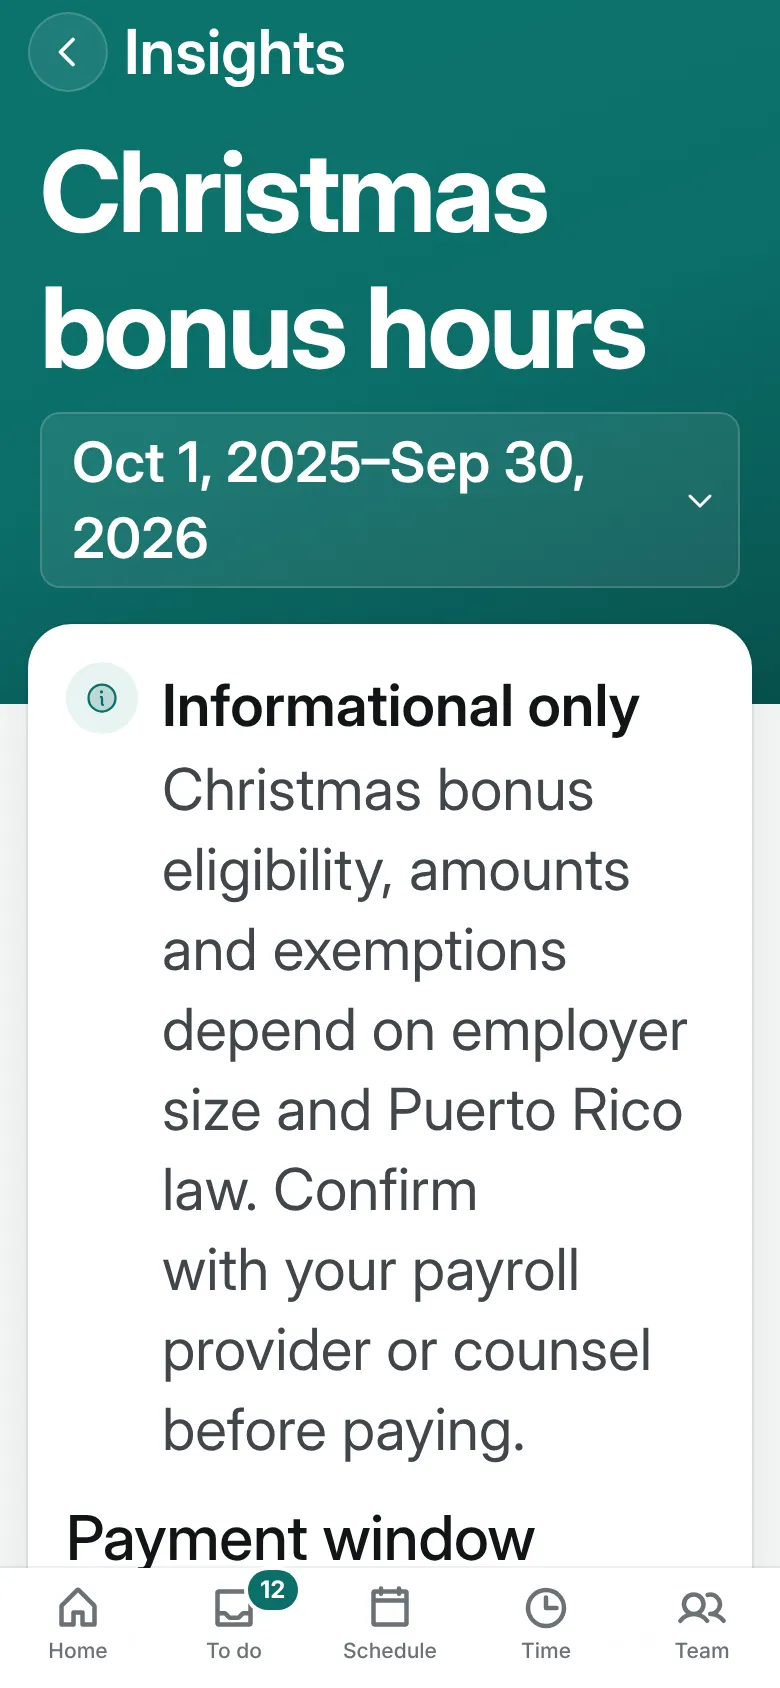 Insights
Christmas
bonus hours
Oct 1, 2025–Sep 30,
2026
Informational only
Christmas bonus
eligibility, amounts
and exemptions
depend on employer
size and Puerto Rico
law. Confirm
with your payroll
provider or counsel
before paying.
Payment window
12
Home
To do
Schedule
Time
Team